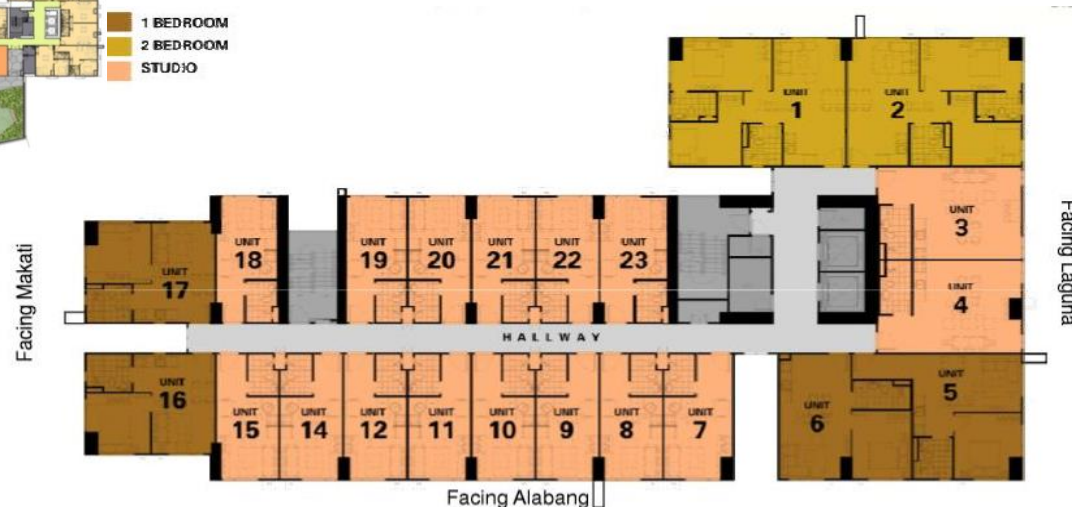 1 BEDROOM
2 BEDROOM
STUDIO
UNIT
1
UNIT
2
UNIT
3
UNIT
4
UNIT
5
UNIT
6
UNIT
7
UNIT
8
UNIT
9
UNIT
10
UNIT
11
UNIT
12
UNIT
14
UNIT
15
UNIT
16
UNIT
17
UNIT
18
UNIT
19
UNIT
20
UNIT
21
UNIT
22
UNIT
23
HALLWAY
Facing Makati
Facing Laguna
Facing Alabang